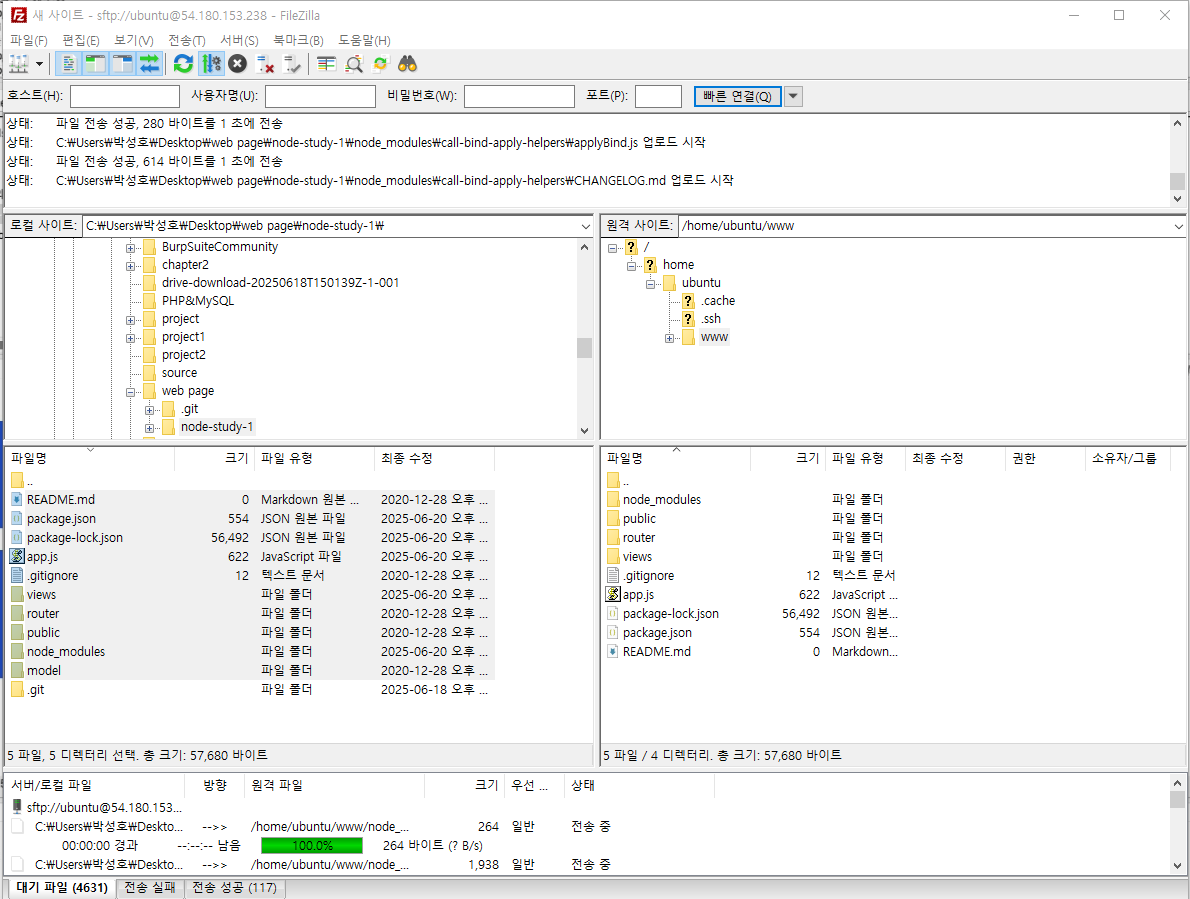 새 사이트 - sftp://ubuntu@54.180.153.238 - FileZilla
파일(F) 편집(E) 보기(V) 전송(T) 서버(S) 북마크(B) 도움말(H)
호스트(H): 사용자명(U): 비밀번호(W): 포트(P): 빠른 연결(Q)
상태: 파일 전송 성공, 280 바이트를 1 초에 전송
상태: C:₩Users₩박성호₩Desktop₩web page₩node-study-1₩node_modules₩call-bind-apply-helpers₩applyBind.js 업로드 시작
상태: 파일 전송 성공, 614 바이트를 1 초에 전송
상태: C:₩Users₩박성호₩Desktop₩web page₩node-study-1₩node_modules₩call-bind-apply-helpers₩CHANGELOG.md 업로드 시작
로컬 사이트: C:₩Users₩박성호₩Desktop₩web page₩node-study-1₩
BurpSuiteCommunity
chapter2
drive-download-20250618T150139Z-1-001
PHP&MySQL
project
project1
project2
source
web page
.git
node-study-1
원격 사이트: /home/ubuntu/www
/
home
ubuntu
.cache
.ssh
www
파일명 크기 파일 유형 최종 수정
..
README.md 0 Markdown 원본 ... 2020-12-28 오후 ...
package.json 554 JSON 원본 파일 2025-06-20 오후 ...
package-lock.json 56,492 JSON 원본 파일 2025-06-20 오후 ...
app.js 622 JavaScript 파일 2025-06-20 오후 ...
.gitignore 12 텍스트 문서 2020-12-28 오후 ...
views 파일 폴더 2025-06-20 오후 ...
router 파일 폴더 2020-12-28 오후 ...
public 파일 폴더 2020-12-28 오후 ...
node_modules 파일 폴더 2025-06-20 오후 ...
model 파일 폴더 2020-12-28 오후 ...
.git 파일 폴더 2025-06-18 오후 ...
5 파일, 5 디렉터리 선택. 총 크기: 57,680 바이트
파일명 크기 파일 유형 최종 수정 권한 소유자/그룹
..
node_modules 파일 폴더
public 파일 폴더
router 파일 폴더
views 파일 폴더
.gitignore 12 텍스트 문서
app.js 622 JavaScript ...
package-lock.json 56,492 JSON 원본...
package.json 554 JSON 원본...
README.md 0 Markdown...
5 파일 / 4 디렉터리. 총 크기: 57,680 바이트
서버/로컬 파일 방향 원격 파일 크기 우선 ... 상태
sftp://ubuntu@54.180.153...
C:₩Users₩박성호₩Deskto... -->> /home/ubuntu/www/node_... 264 일반 전송 중
00:00:00 경과 --:--:-- 남음 100.0% 264 바이트 (? B/s)
C:₩Users₩박성호₩Deskto... -->> /home/ubuntu/www/node_... 1,938 일반 전송 중
대기 파일 (4631) 전송 실패 전송 성공 (117)